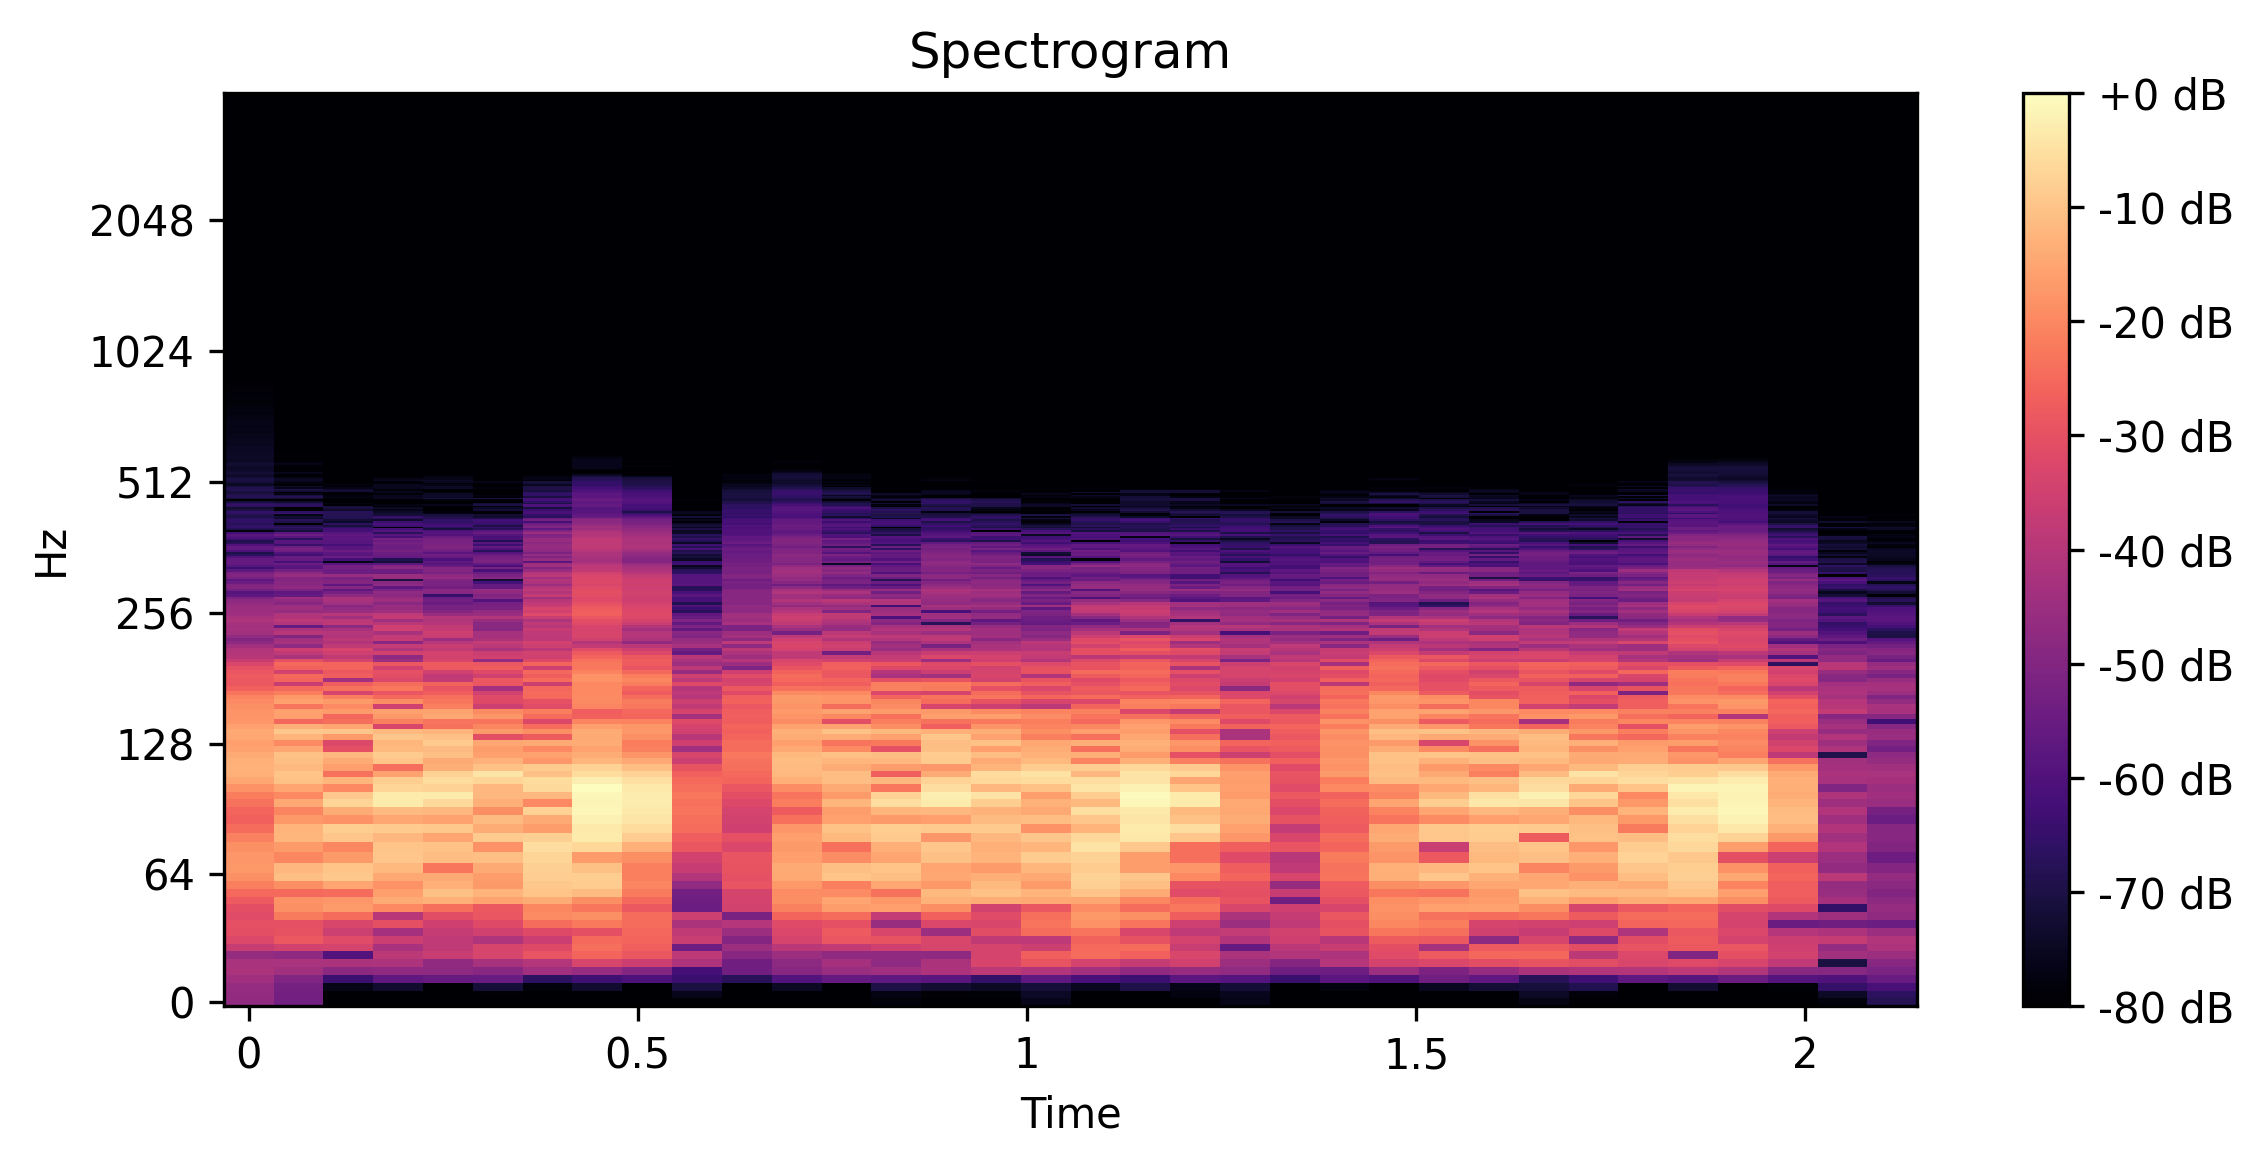 Spectrogram
Hz
2048
1024
512
256
128
64
0
0 0.5 1 1.5 2
Time
+0 dB
-10 dB
-20 dB
-30 dB
-40 dB
-50 dB
-60 dB
-70 dB
-80 dB